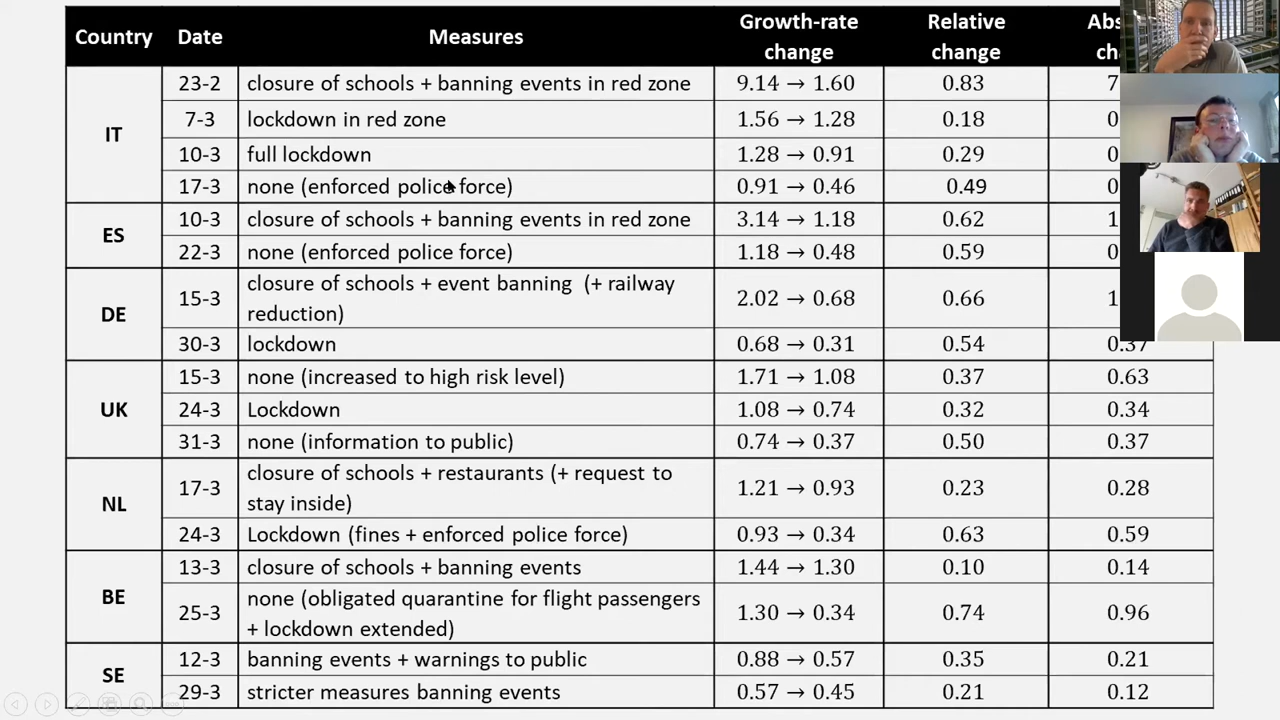 Country Date Measures Growth-rate change Relative change
IT
23-2 closure of schools + banning events in red zone 9.14 → 1.60 0.83
7-3 lockdown in red zone 1.56 → 1.28 0.18
10-3 full lockdown 1.28 → 0.91 0.29
17-3 none (enforced police force) 0.91 → 0.46 0.49
ES
10-3 closure of schools + banning events in red zone 3.14 → 1.18 0.62
22-3 none (enforced police force) 1.18 → 0.48 0.59
DE
15-3 closure of schools + event banning (+ railway
reduction) 2.02 → 0.68 0.66
30-3 lockdown 0.68 → 0.31 0.54 0.37
UK
15-3 none (increased to high risk level) 1.71 → 1.08 0.37 0.63
24-3 Lockdown 1.08 → 0.74 0.32 0.34
31-3 none (information to public) 0.74 → 0.37 0.50 0.37
NL
17-3 closure of schools + restaurants (+ request to
stay inside) 1.21 → 0.93 0.23 0.28
24-3 Lockdown (fines + enforced police force) 0.93 → 0.34 0.63 0.59
BE
13-3 closure of schools + banning events 1.44 → 1.30 0.10 0.14
25-3 none (obligated quarantine for flight passengers
+ lockdown extended) 1.30 → 0.34 0.74 0.96
SE
12-3 banning events + warnings to public 0.88 → 0.57 0.35 0.21
29-3 stricter measures banning events 0.57 → 0.45 0.21 0.12